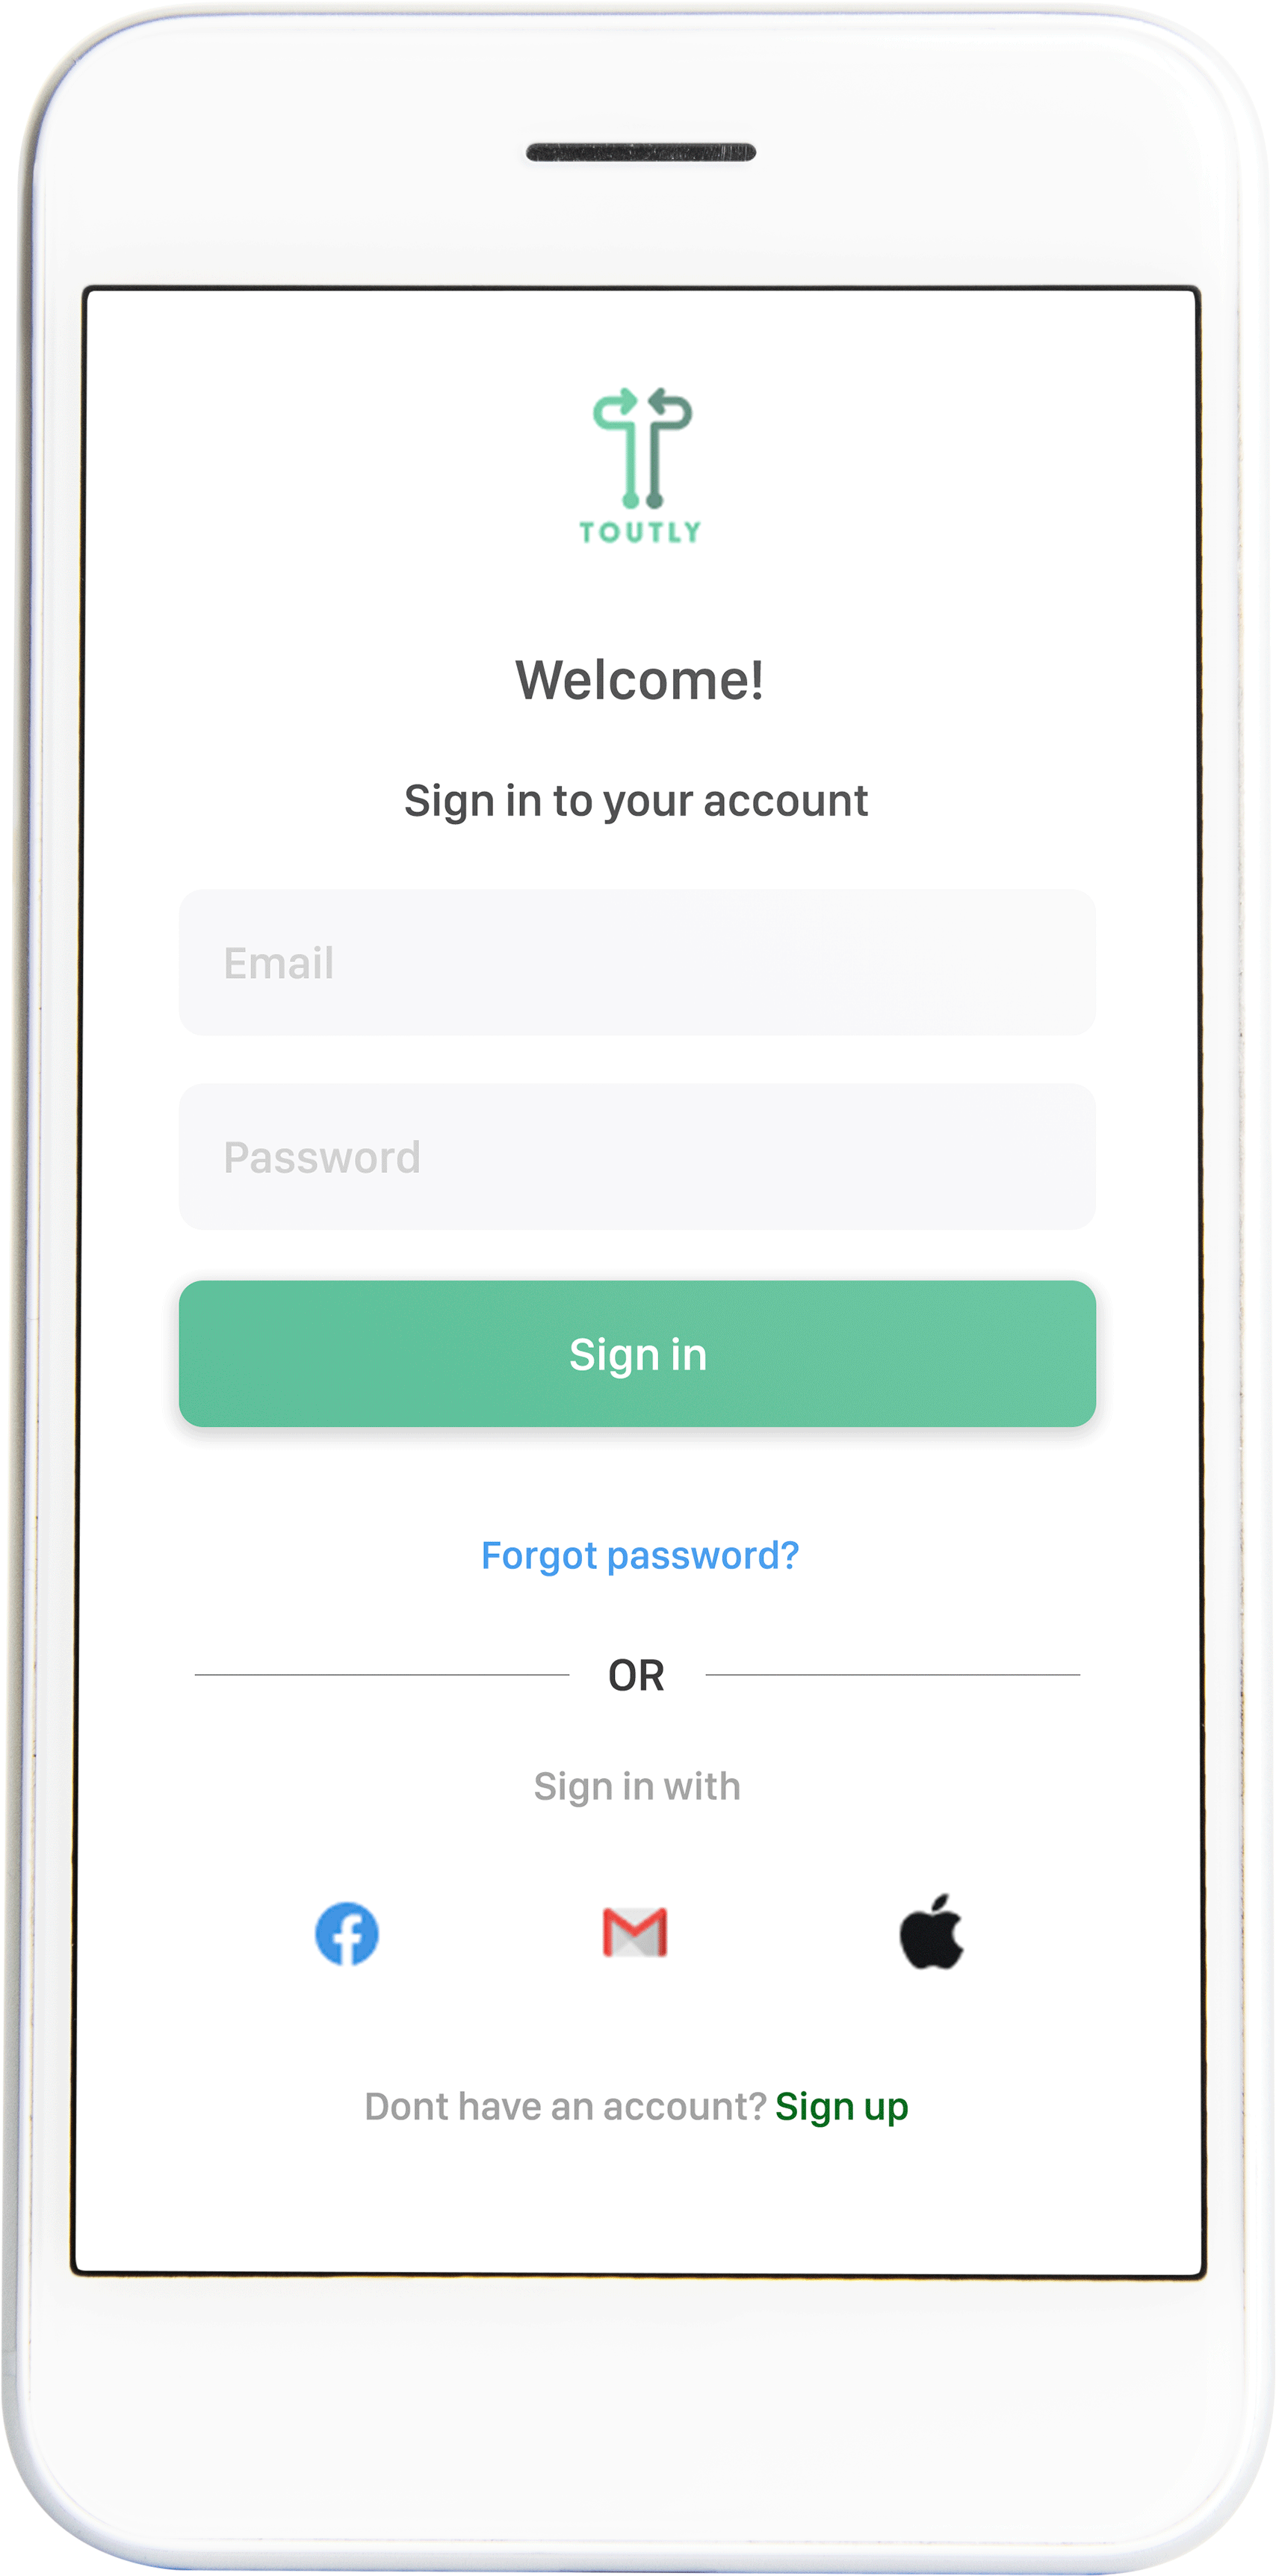 TOUTLY
Welcome!
Sign in to your account
Email
Password
Sign in
Forgot password?
OR
Sign in with
Dont have an account? Sign up